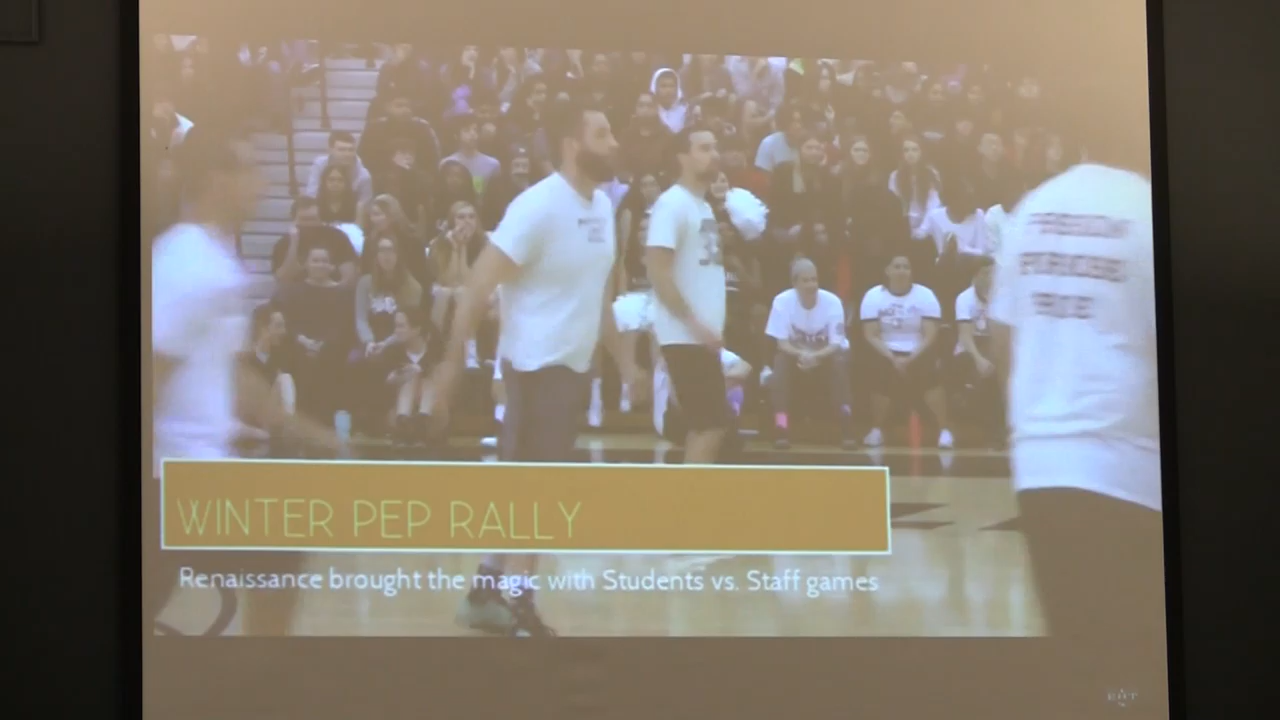 WINTER PEP RALLY
Renaissance brought the magic with Students vs. Staff games